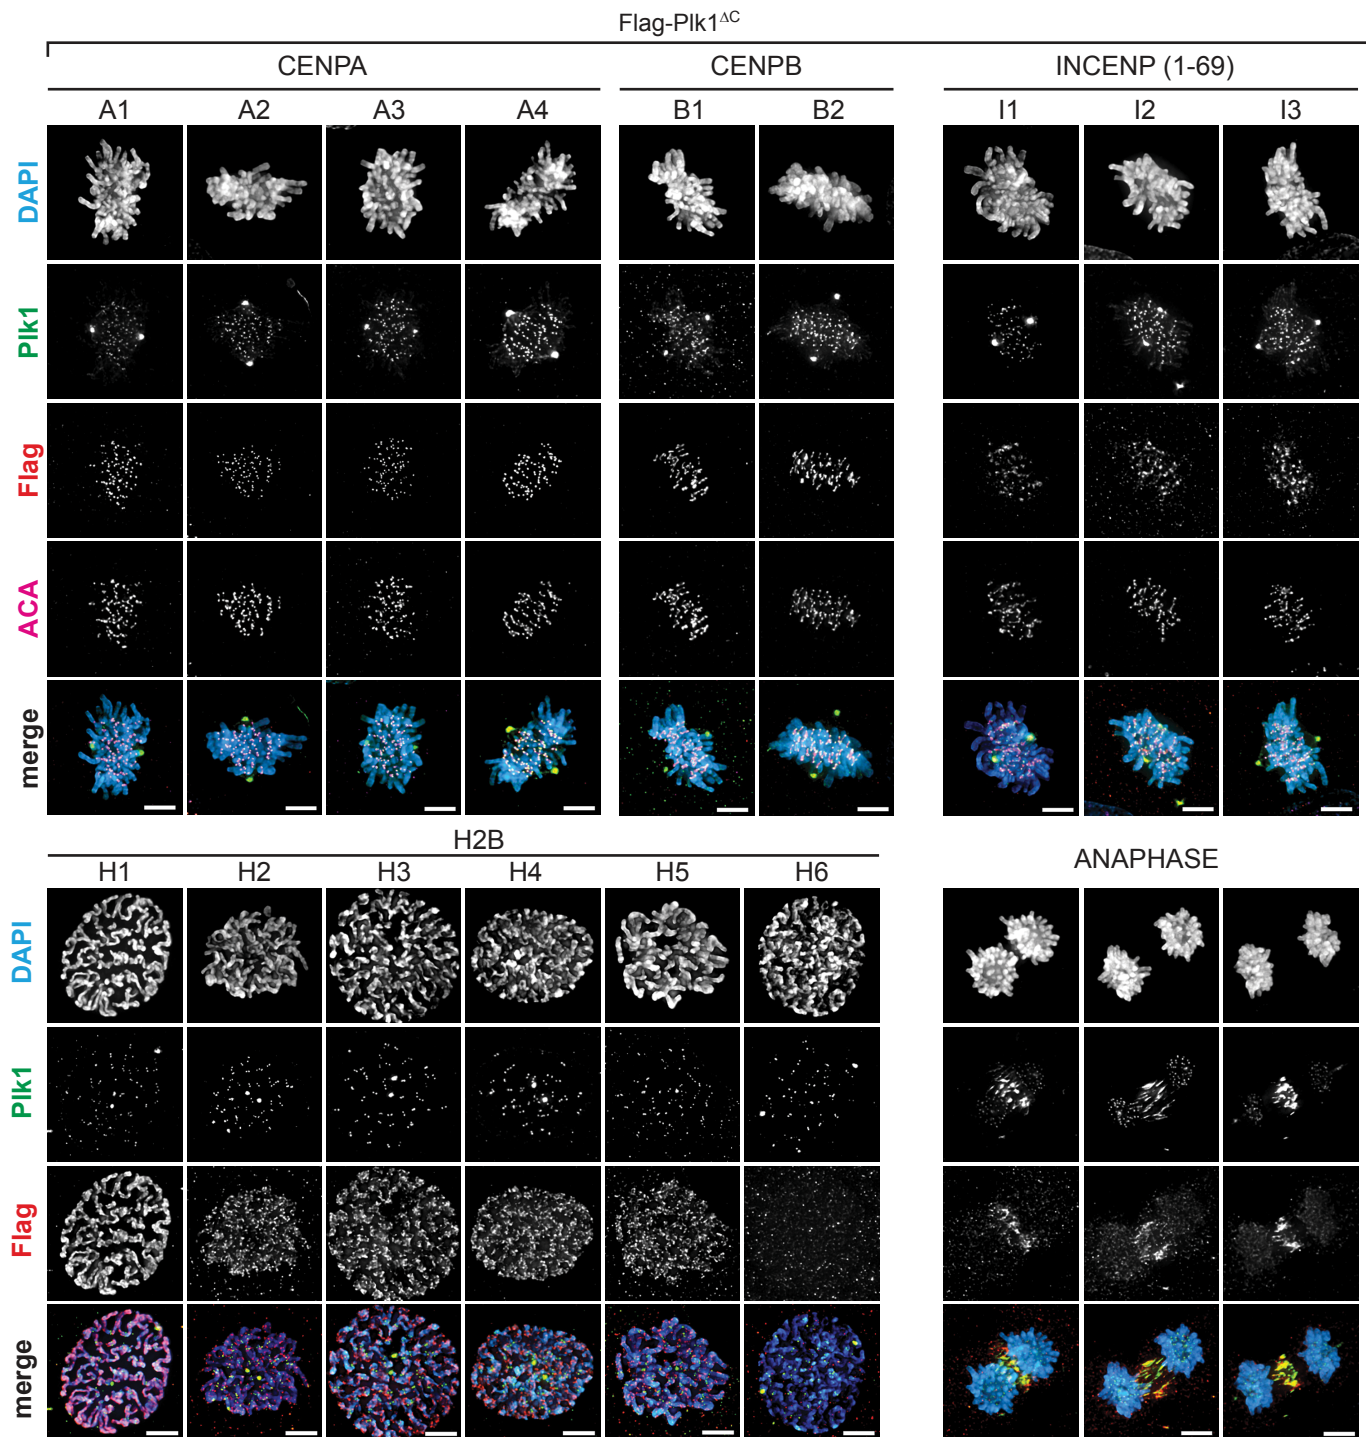 Flag-Plk1ΔC
CENPA CENPB INCENP (1-69)
A1 A2 A3 A4 B1 B2 I1 I2 I3
DAPI
Plk1
Flag
ACA
merge
H2B
ANAPHASE
H1 H2 H3 H4 H5 H6
DAPI
Plk1
Flag
merge